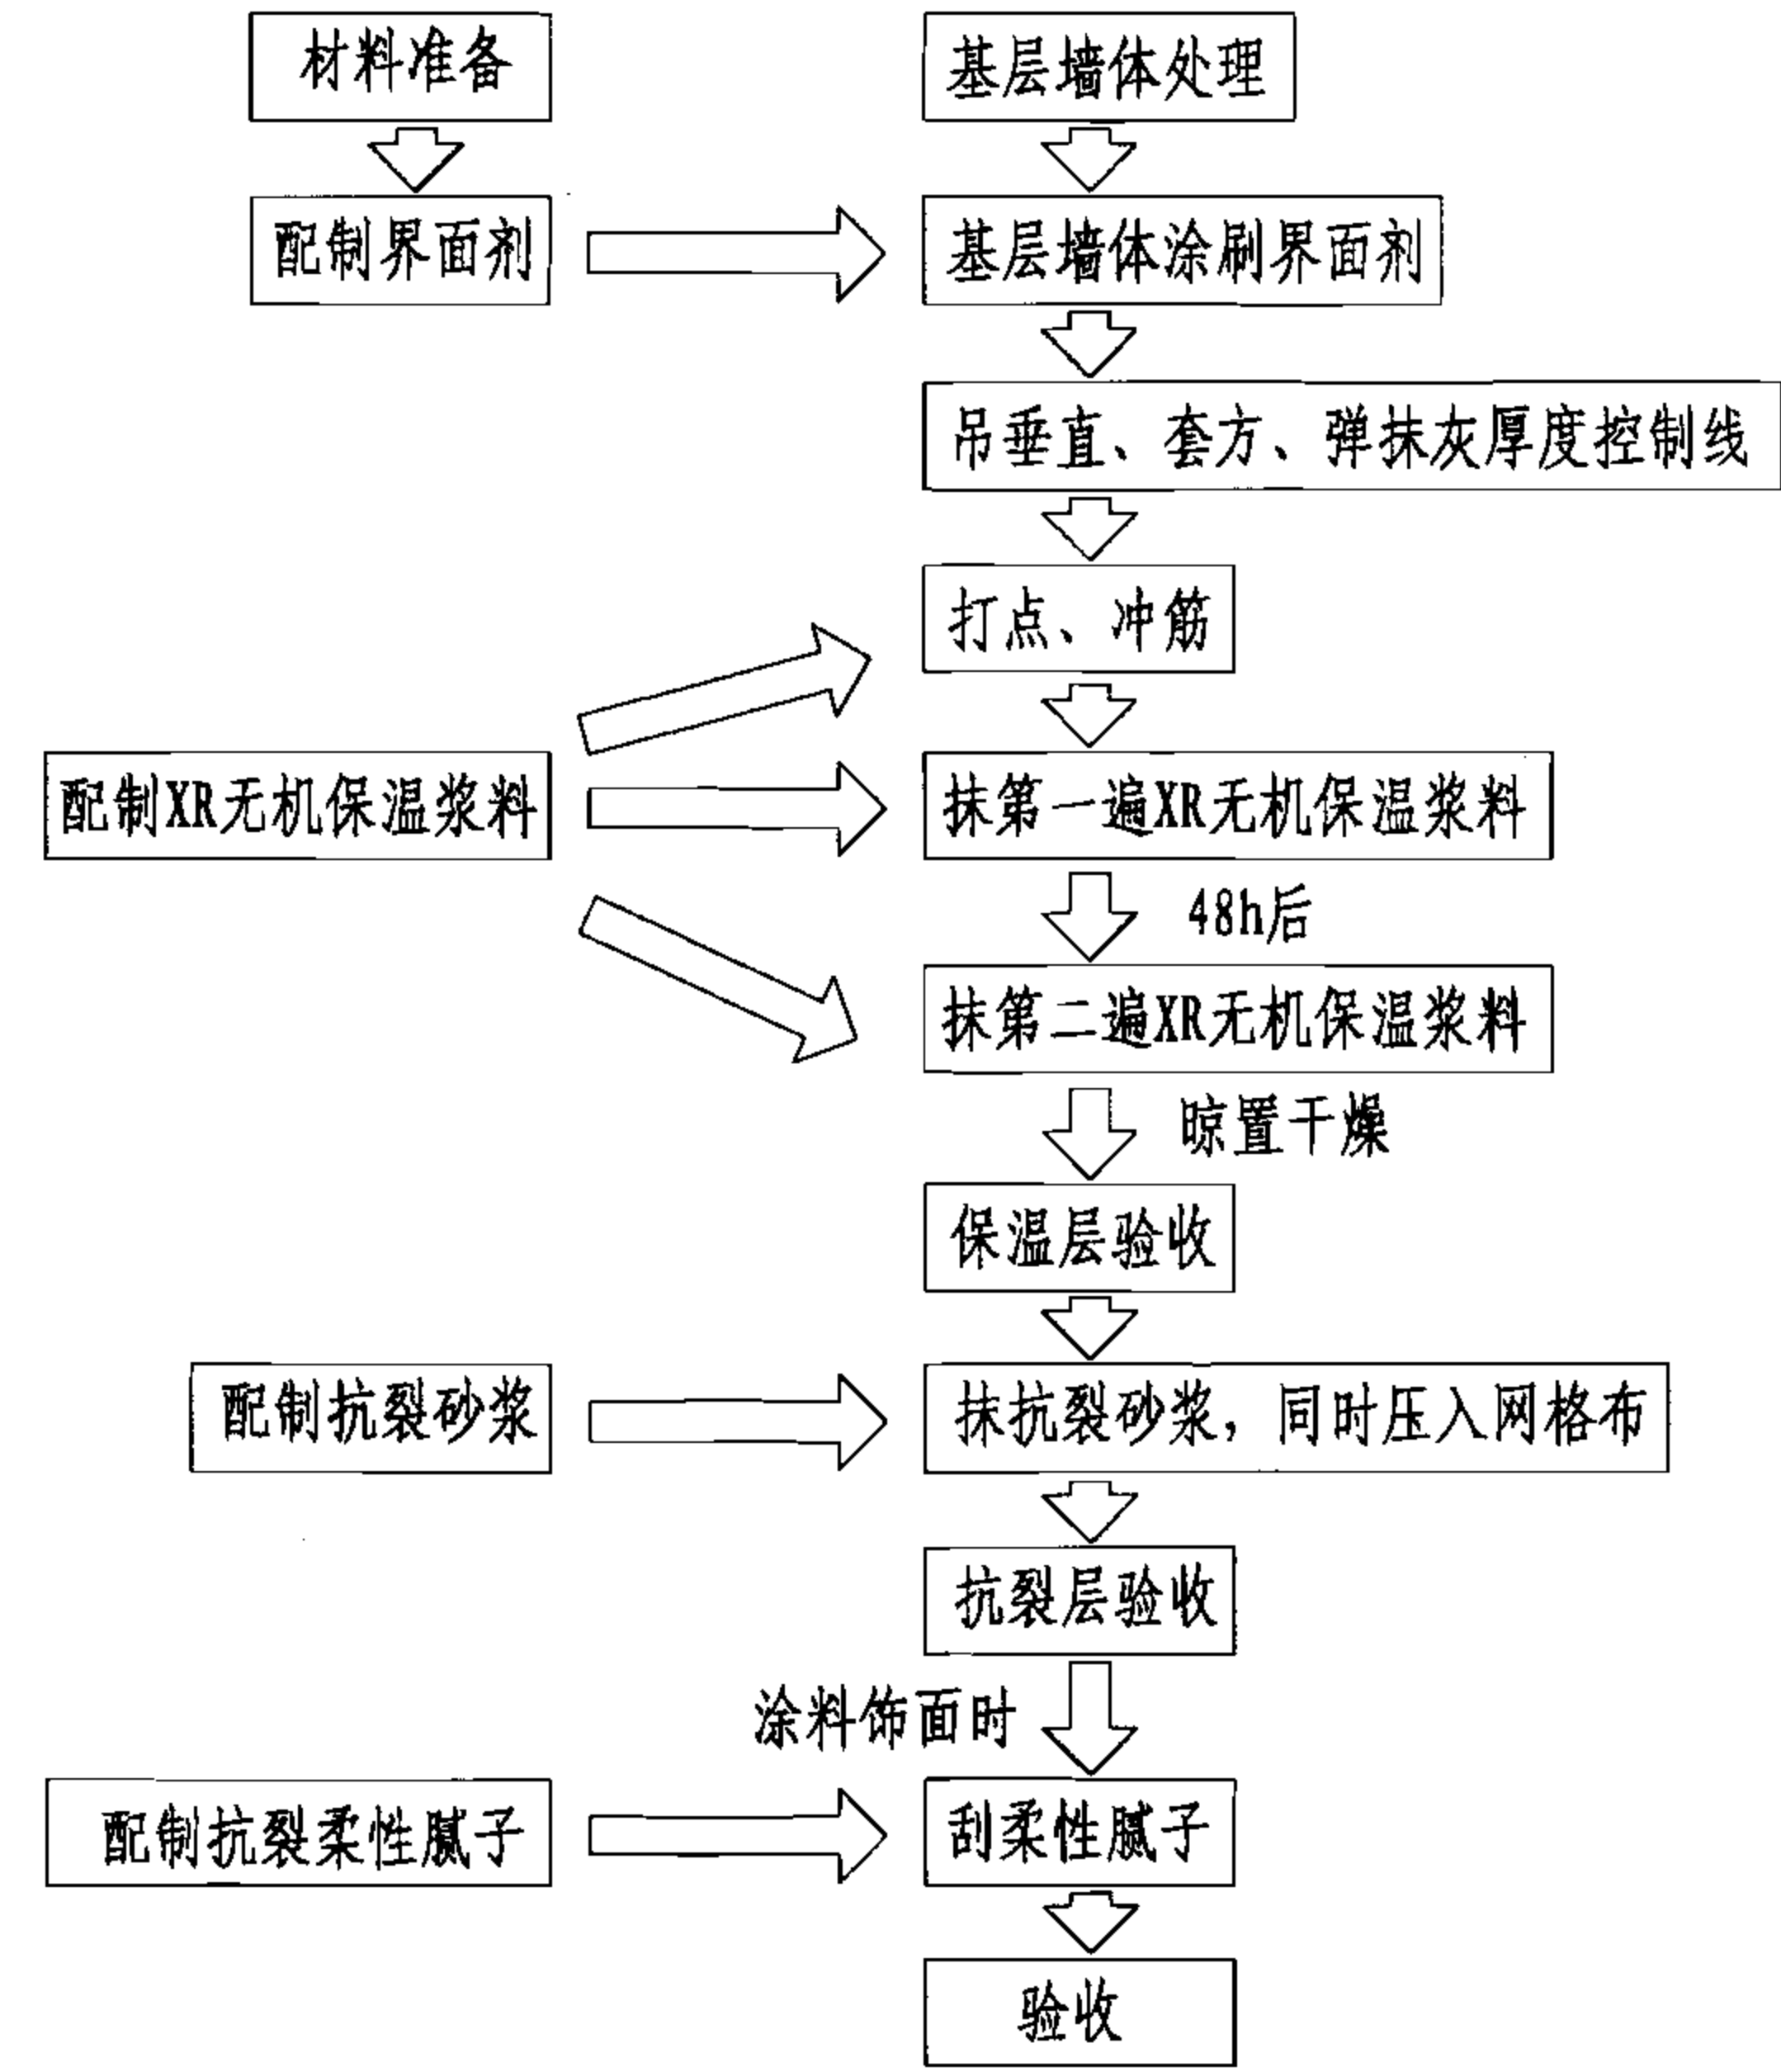 材料准备
基层墙体处理
配制界面剂
基层墙体涂刷界面剂
吊垂直、套方、弹抹灰厚度控制线
打点、冲筋
配制XR无机保温浆料
抹第一遍XR无机保温浆料
48h后
抹第二遍XR无机保温浆料
晾置干燥
保温层验收
配制抗裂砂浆
抹抗裂砂浆，同时压入网格布
抗裂层验收
涂料饰面时
配制抗裂柔性腻子
刮柔性腻子
验收